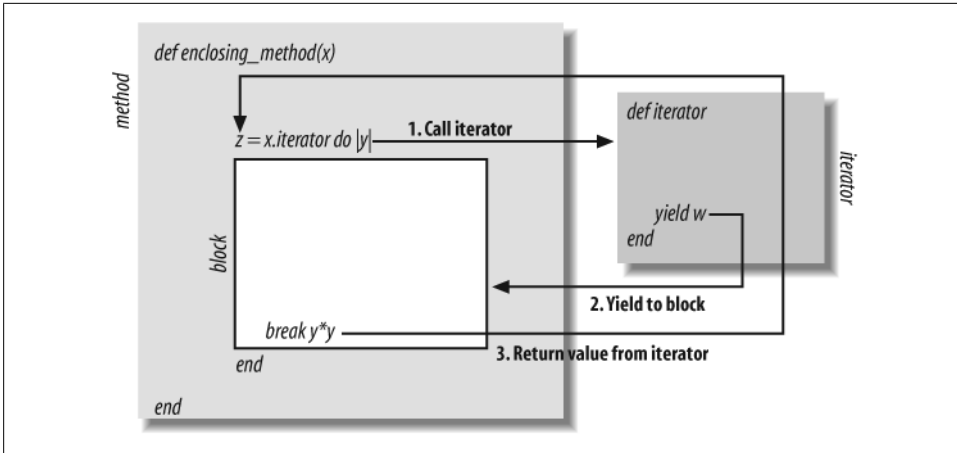 def enclosing_method(x)
method
z = x.iterator do |y|
1. Call iterator
def iterator
iterator
yield w
end
block
2. Yield to block
break y*y
3. Return value from iterator
end
end